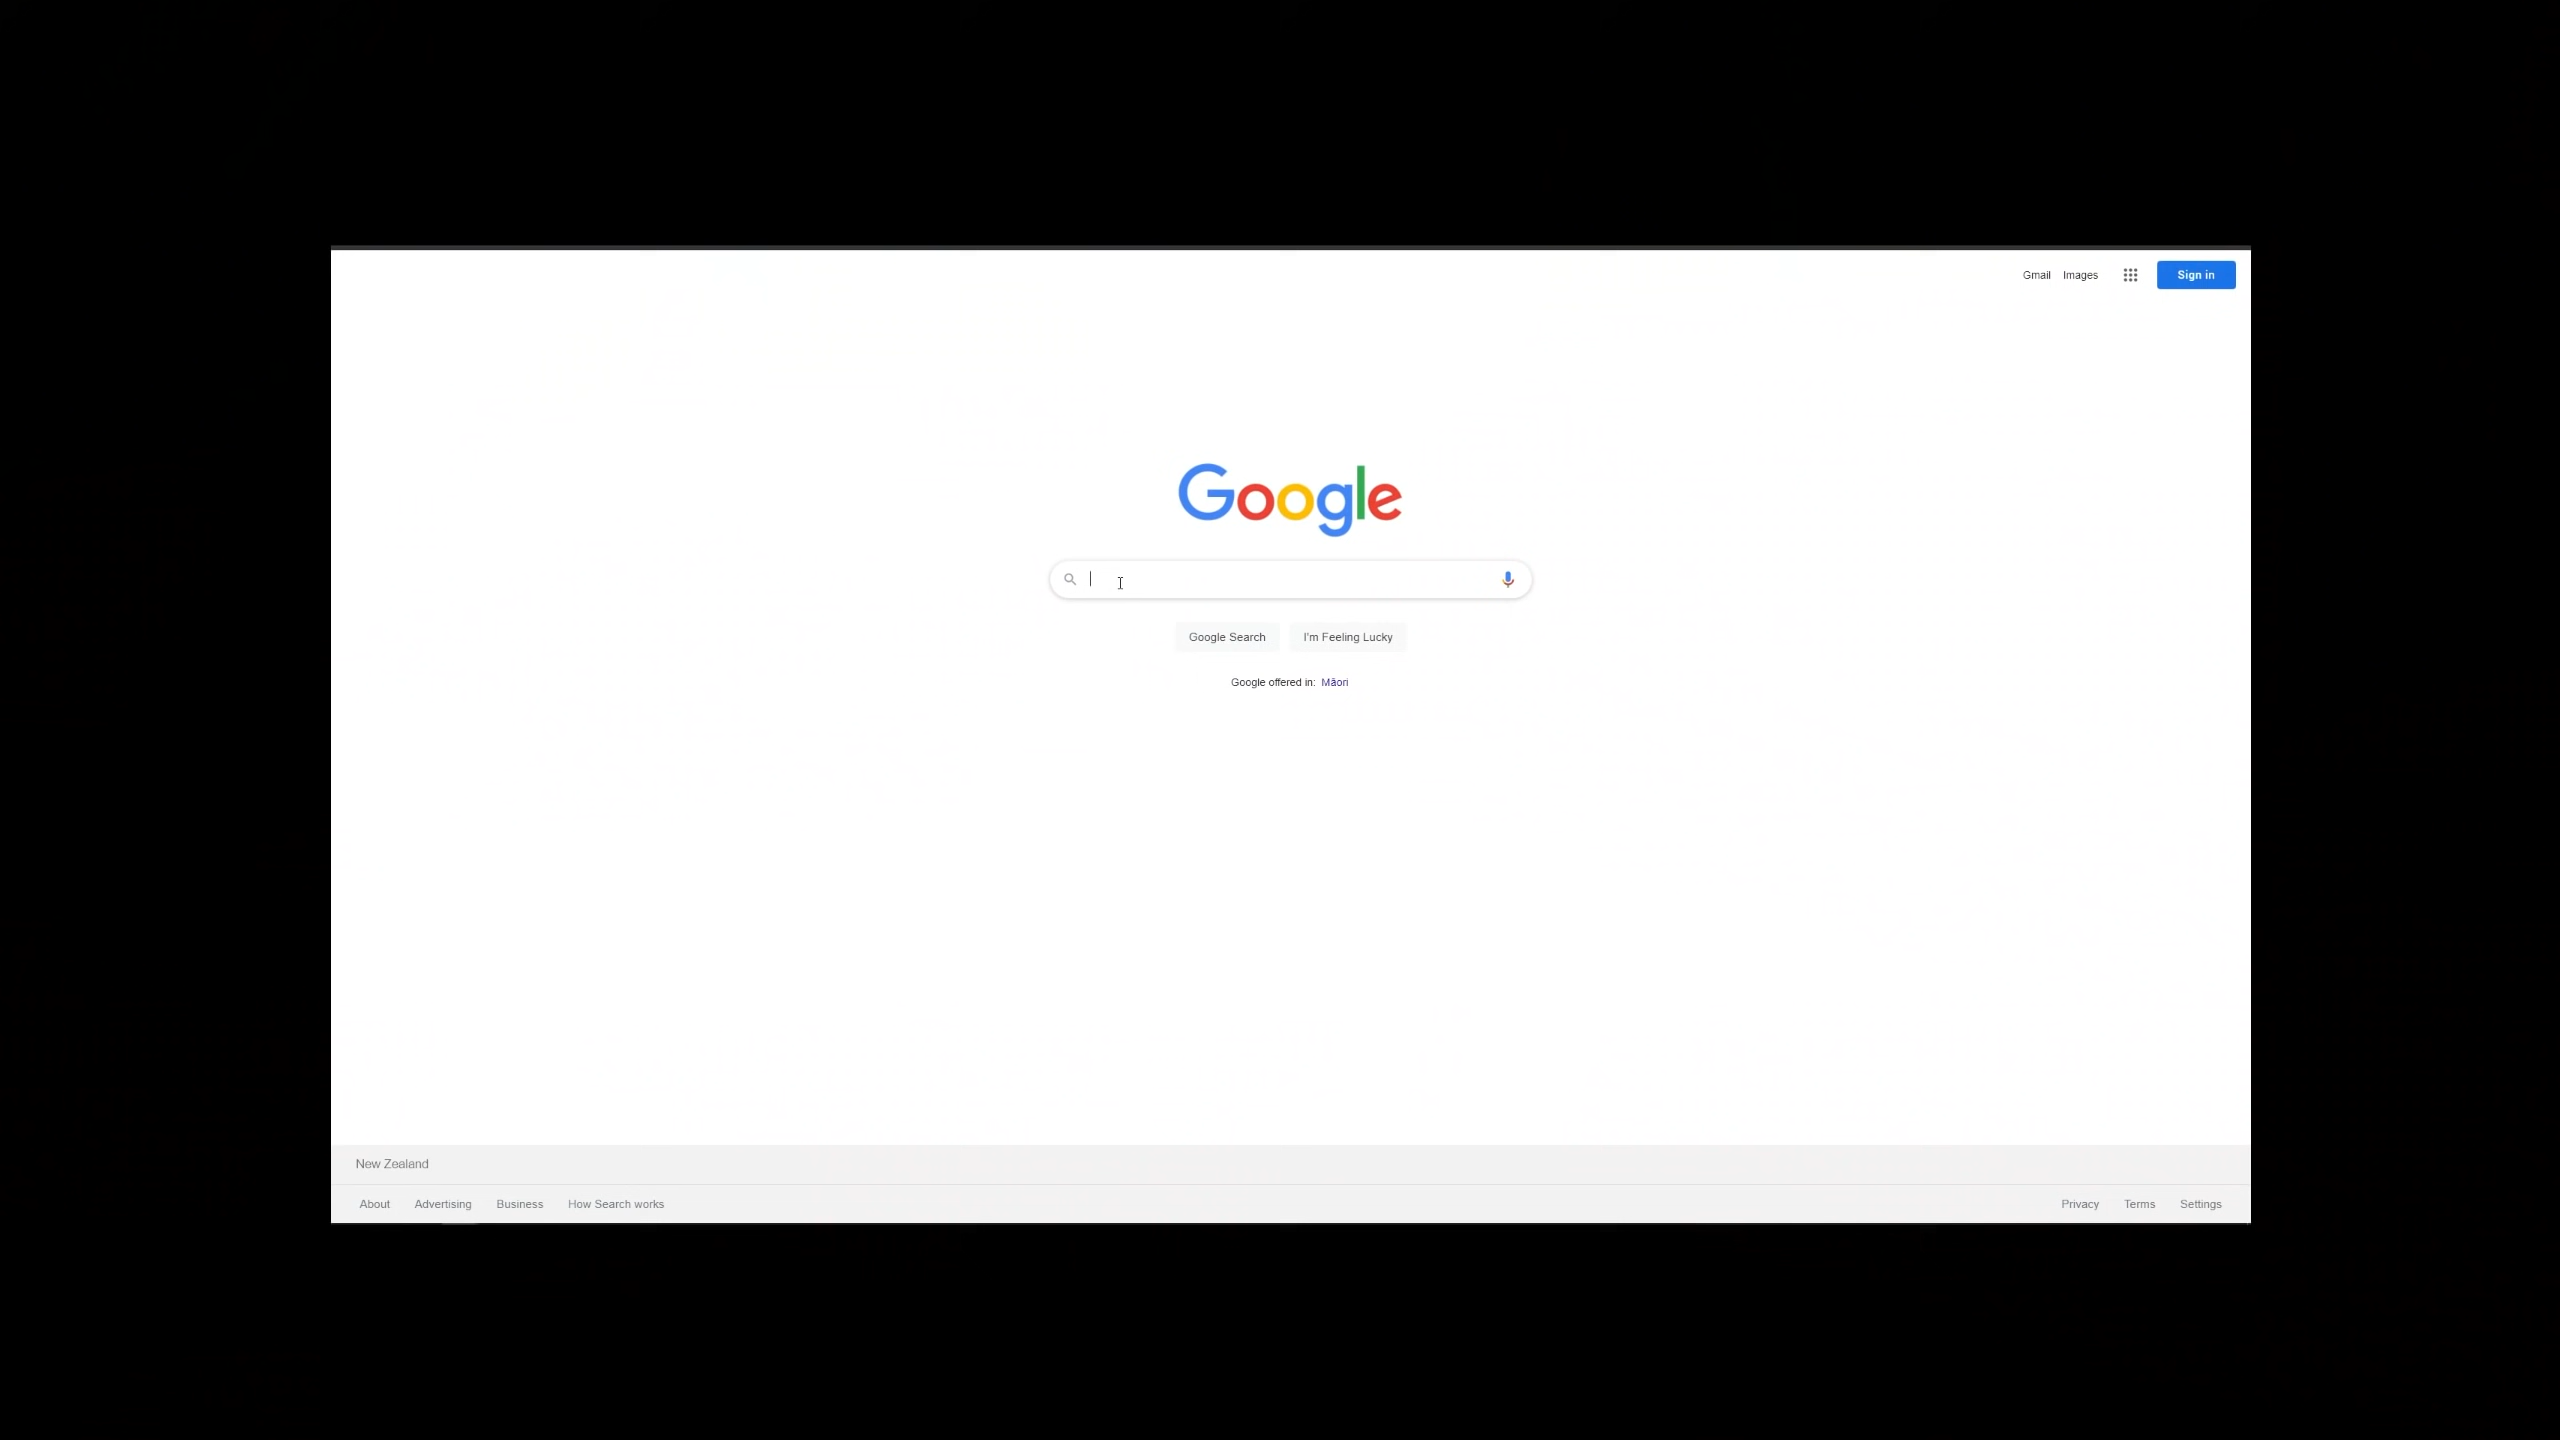 Gmail Images Sign in
Google
Google Search I'm Feeling Lucky
Google offered in: Māori
New Zealand
About Advertising Business How Search works Privacy Terms Settings